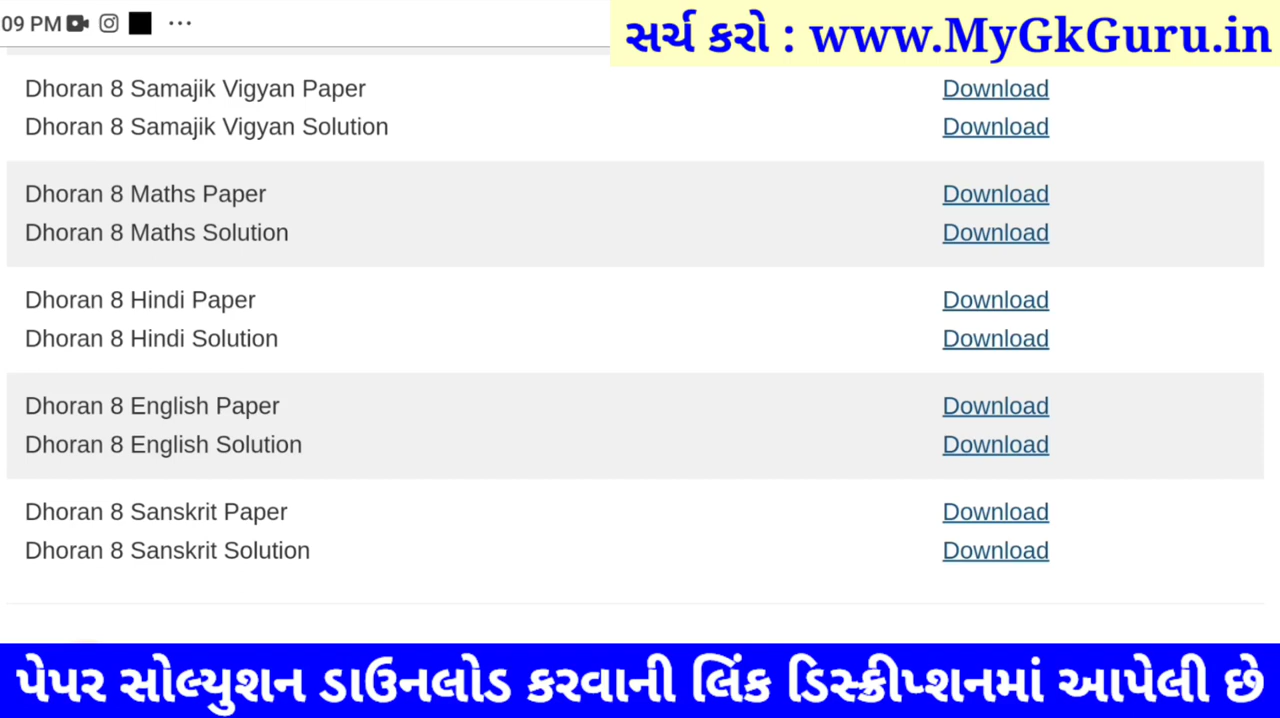 09 PM ...
સર્ચ કરો : www.MyGkGuru.in
Dhoran 8 Samajik Vigyan Paper Download
Dhoran 8 Samajik Vigyan Solution Download
Dhoran 8 Maths Paper Download
Dhoran 8 Maths Solution Download
Dhoran 8 Hindi Paper Download
Dhoran 8 Hindi Solution Download
Dhoran 8 English Paper Download
Dhoran 8 English Solution Download
Dhoran 8 Sanskrit Paper Download
Dhoran 8 Sanskrit Solution Download
પેપર સોલ્યુશન ડાઉનલોડ કરવાની લિંક ડિસ્ક્રીપ્શનમાં આપેલી છે